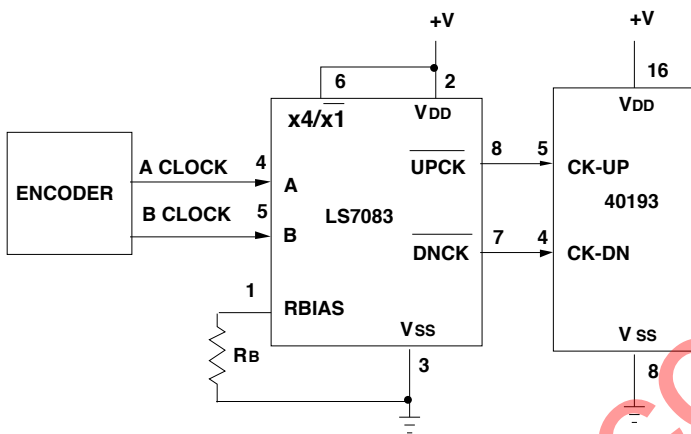 +V
+V
6
2
16
x4/x1
VDD
VDD
ENCODER
A CLOCK
4
A
UPCK
8
5
CK-UP
B CLOCK
5
B
LS7083
40193
DNCK
7
4
CK-DN
1
RBIAS
RB
VSS
3
VSS
8